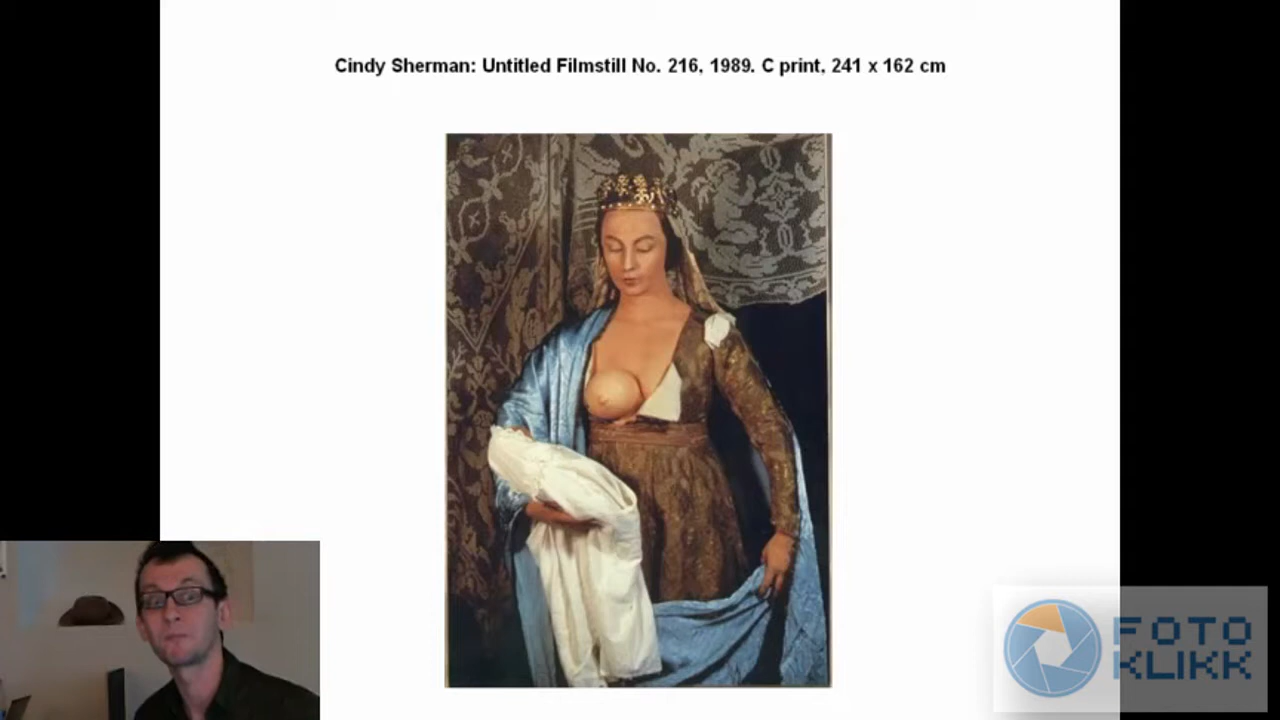 Cindy Sherman: Untitled Filmstill No. 216, 1989. C print, 241 x 162 cm
FOTO
KLIKK